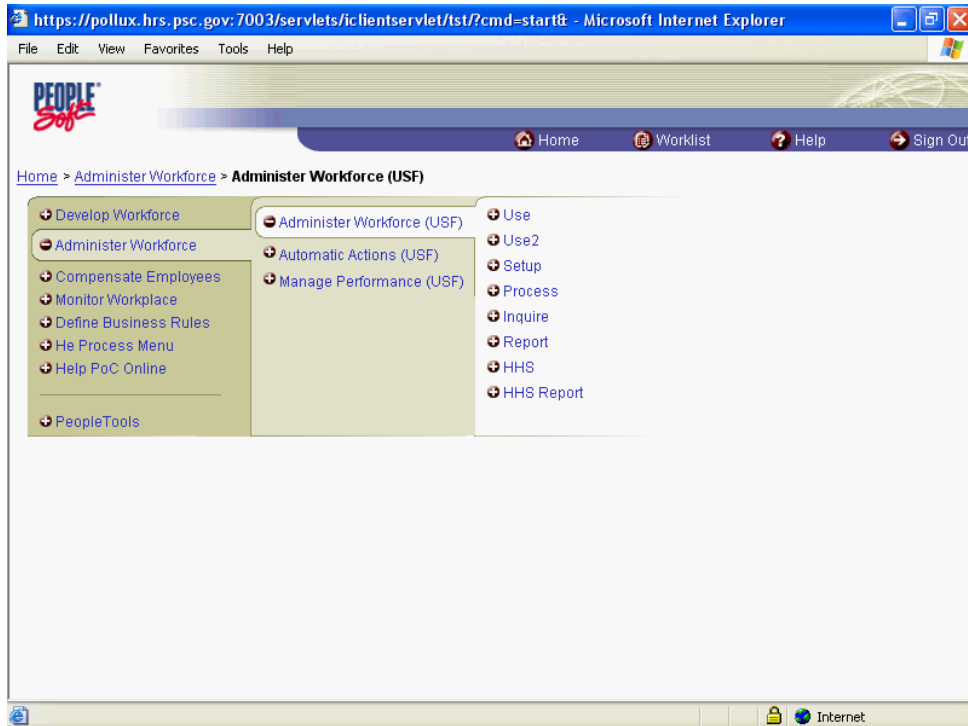 https://pollux.hrs.psc.gov:7003/servlets/iclientservlet/tst/?cmd=start& - Microsoft Internet Explorer
File Edit View Favorites Tools Help
PEOPLE
Soft
Home Worklist Help Sign Ou
Home > Administer Workforce > Administer Workforce (USF)
Develop Workforce
Administer Workforce
Compensate Employees
Monitor Workplace
Define Business Rules
He Process Menu
Help PoC Online
PeopleTools
Administer Workforce (USF)
Automatic Actions (USF)
Manage Performance (USF)
Use
Use2
Setup
Process
Inquire
Report
HHS
HHS Report
Internet